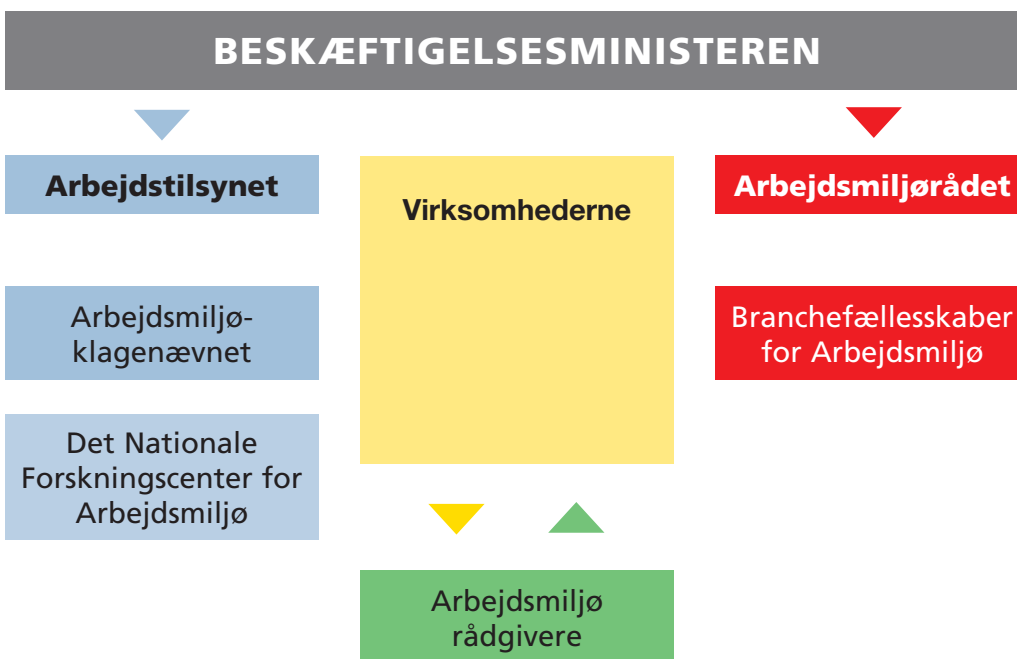 BESKÆFTIGELSESMINISTEREN
Arbejdstilsynet
Arbejdsmiljø-
klagenævnet
Det Nationale
Forskningscenter for
Arbejdsmiljø
Virksomhederne
Arbejdsmiljø
rådgivere
Arbejdsmiljørådet
Branchefællesskaber
for Arbejdsmiljø